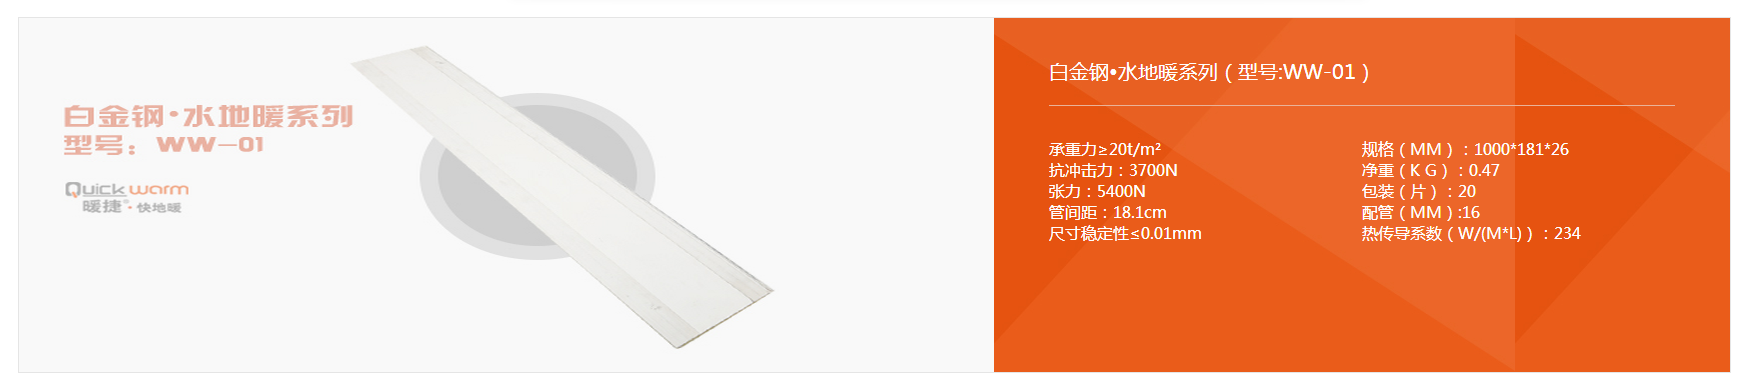 白金钢·水地暖系列
型号：WW-01
Quick warm
暖捷®·快地暖
白金钢•水地暖系列（型号:WW-01）
承重力≥20t/m²
抗冲击力：3700N
张力：5400N
管间距：18.1cm
尺寸稳定性≤0.01mm
规格（MM）：1000*181*26
净重（K G）：0.47
包装（片）：20
配管（MM）:16
热传导系数（W/(M*L)）：234